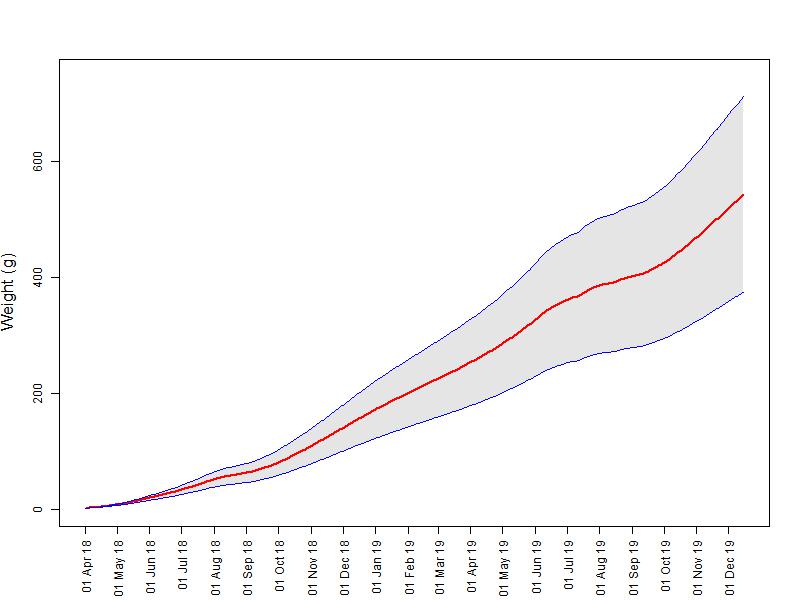 Weight (g)
600
400
200
0
01 Apr 18
01 May 18
01 Jun 18
01 Jul 18
01 Aug 18
01 Sep 18
01 Oct 18
01 Nov 18
01 Dec 18
01 Jan 19
01 Feb 19
01 Mar 19
01 Apr 19
01 May 19
01 Jun 19
01 Jul 19
01 Aug 19
01 Sep 19
01 Oct 19
01 Nov 19
01 Dec 19